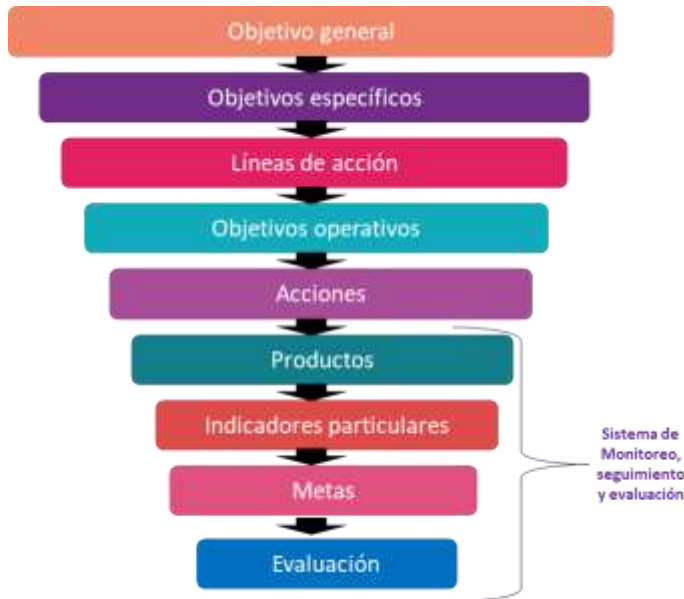 Objetivo general
Objetivos específicos
Líneas de acción
Objetivos operativos
Acciones
Productos
Indicadores particulares
Metas
Evaluación
Sistema de
Monitoreo,
seguimiento
y evaluación